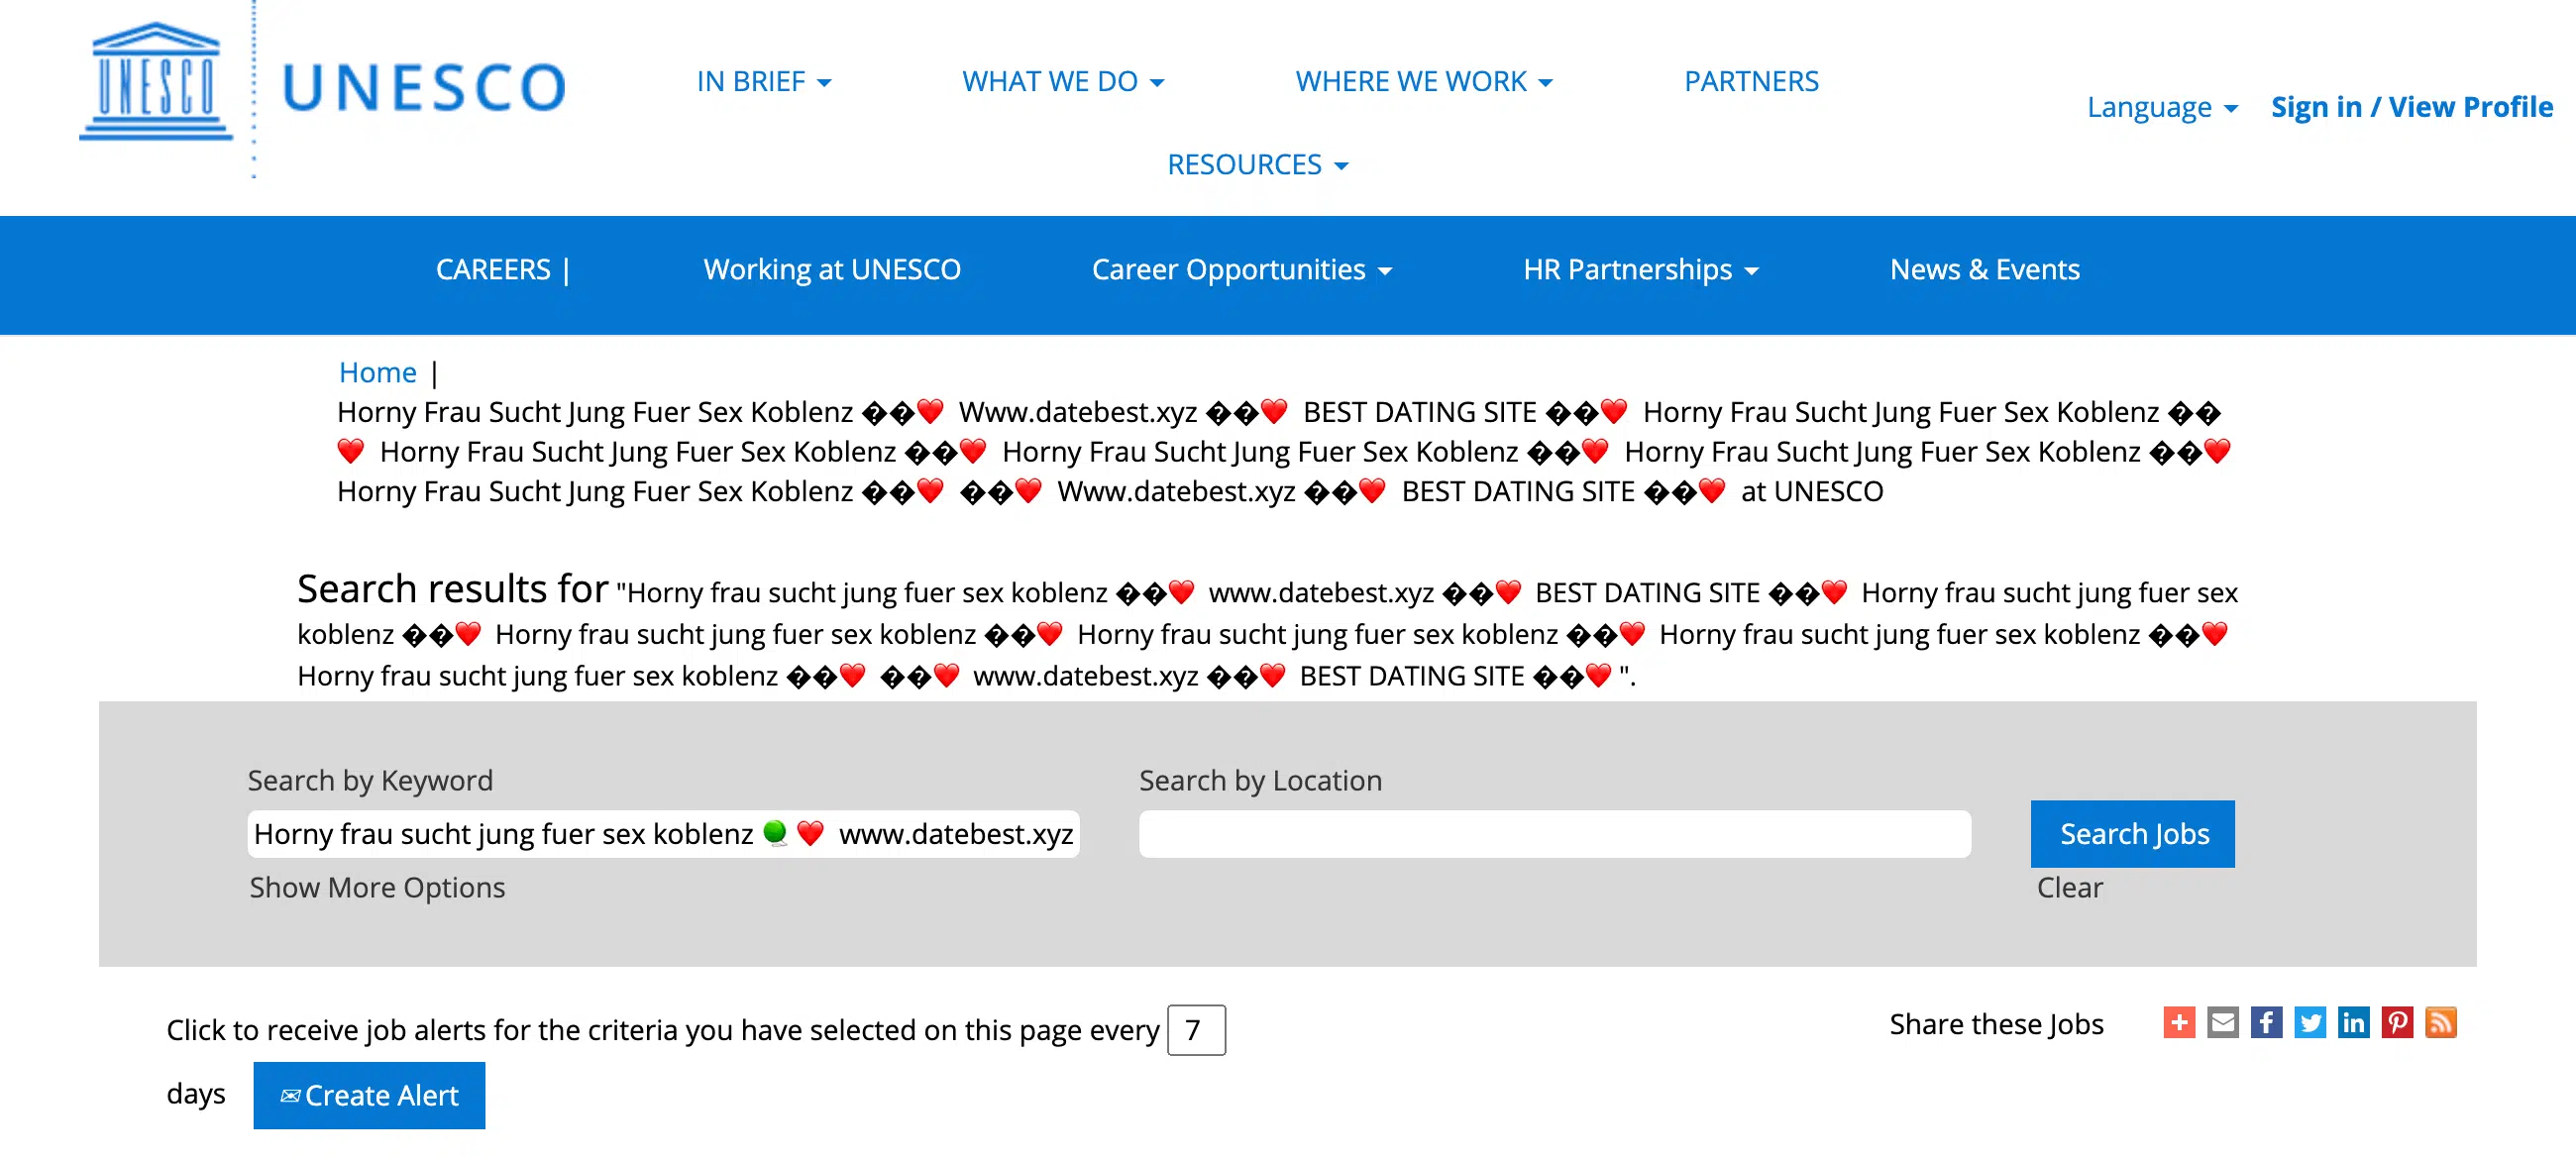 UNESCO
UNESCO
IN BRIEF
WHAT WE DO
WHERE WE WORK
PARTNERS
RESOURCES
Language
Sign in / View Profile
CAREERS |
Working at UNESCO
Career Opportunities
HR Partnerships
News & Events
Home |
Horny Frau Sucht Jung Fuer Sex Koblenz ��❤️ Www.datebest.xyz ��❤️ BEST DATING SITE ��❤️ Horny Frau Sucht Jung Fuer Sex Koblenz ��
❤️ Horny Frau Sucht Jung Fuer Sex Koblenz ��❤️ Horny Frau Sucht Jung Fuer Sex Koblenz ��❤️ Horny Frau Sucht Jung Fuer Sex Koblenz ��❤️
Horny Frau Sucht Jung Fuer Sex Koblenz ��❤️ ��❤️ Www.datebest.xyz ��❤️ BEST DATING SITE ��❤️ at UNESCO
Search results for "Horny frau sucht jung fuer sex koblenz ��❤️ www.datebest.xyz ��❤️ BEST DATING SITE ��❤️ Horny frau sucht jung fuer sex
koblenz ��❤️ Horny frau sucht jung fuer sex koblenz ��❤️ Horny frau sucht jung fuer sex koblenz ��❤️ Horny frau sucht jung fuer sex koblenz ��❤️
Horny frau sucht jung fuer sex koblenz ��❤️ ��❤️ www.datebest.xyz ��❤️ BEST DATING SITE ��❤️ ".
Search by Keyword
Search by Location
Horny frau sucht jung fuer sex koblenz ❤️ www.datebest.xyz
Search Jobs
Show More Options
Clear
Click to receive job alerts for the criteria you have selected on this page every 7
days
Create Alert
Share these Jobs